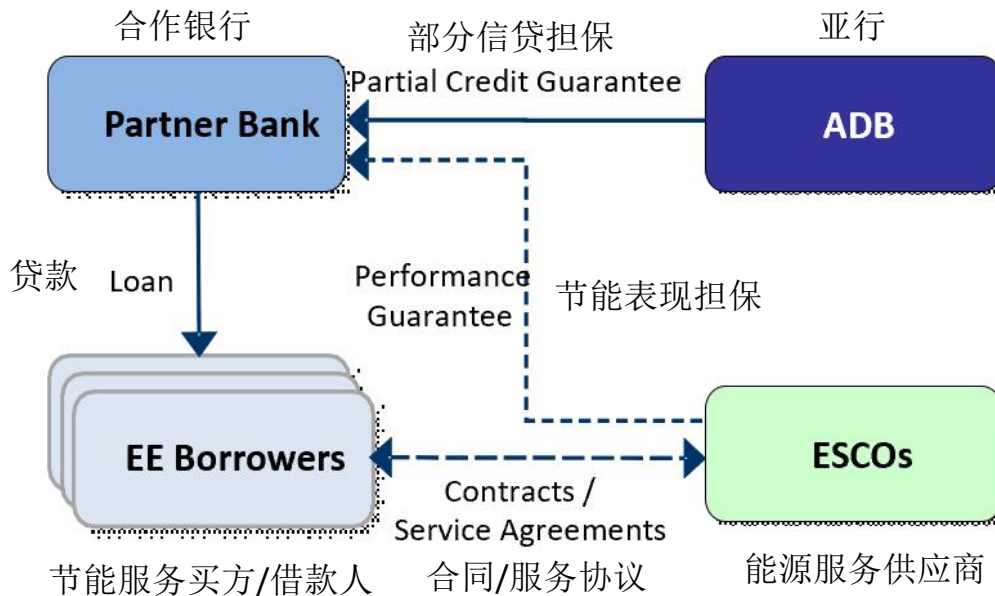 合作银行
部分信贷担保
亚行
Partial Credit Guarantee
Partner Bank
ADB
贷款
Loan
Performance
Guarantee
节能表现担保
EE Borrowers
ESCOs
Contracts /
Service Agreements
节能服务买方/借款人
合同/服务协议
能源服务供应商